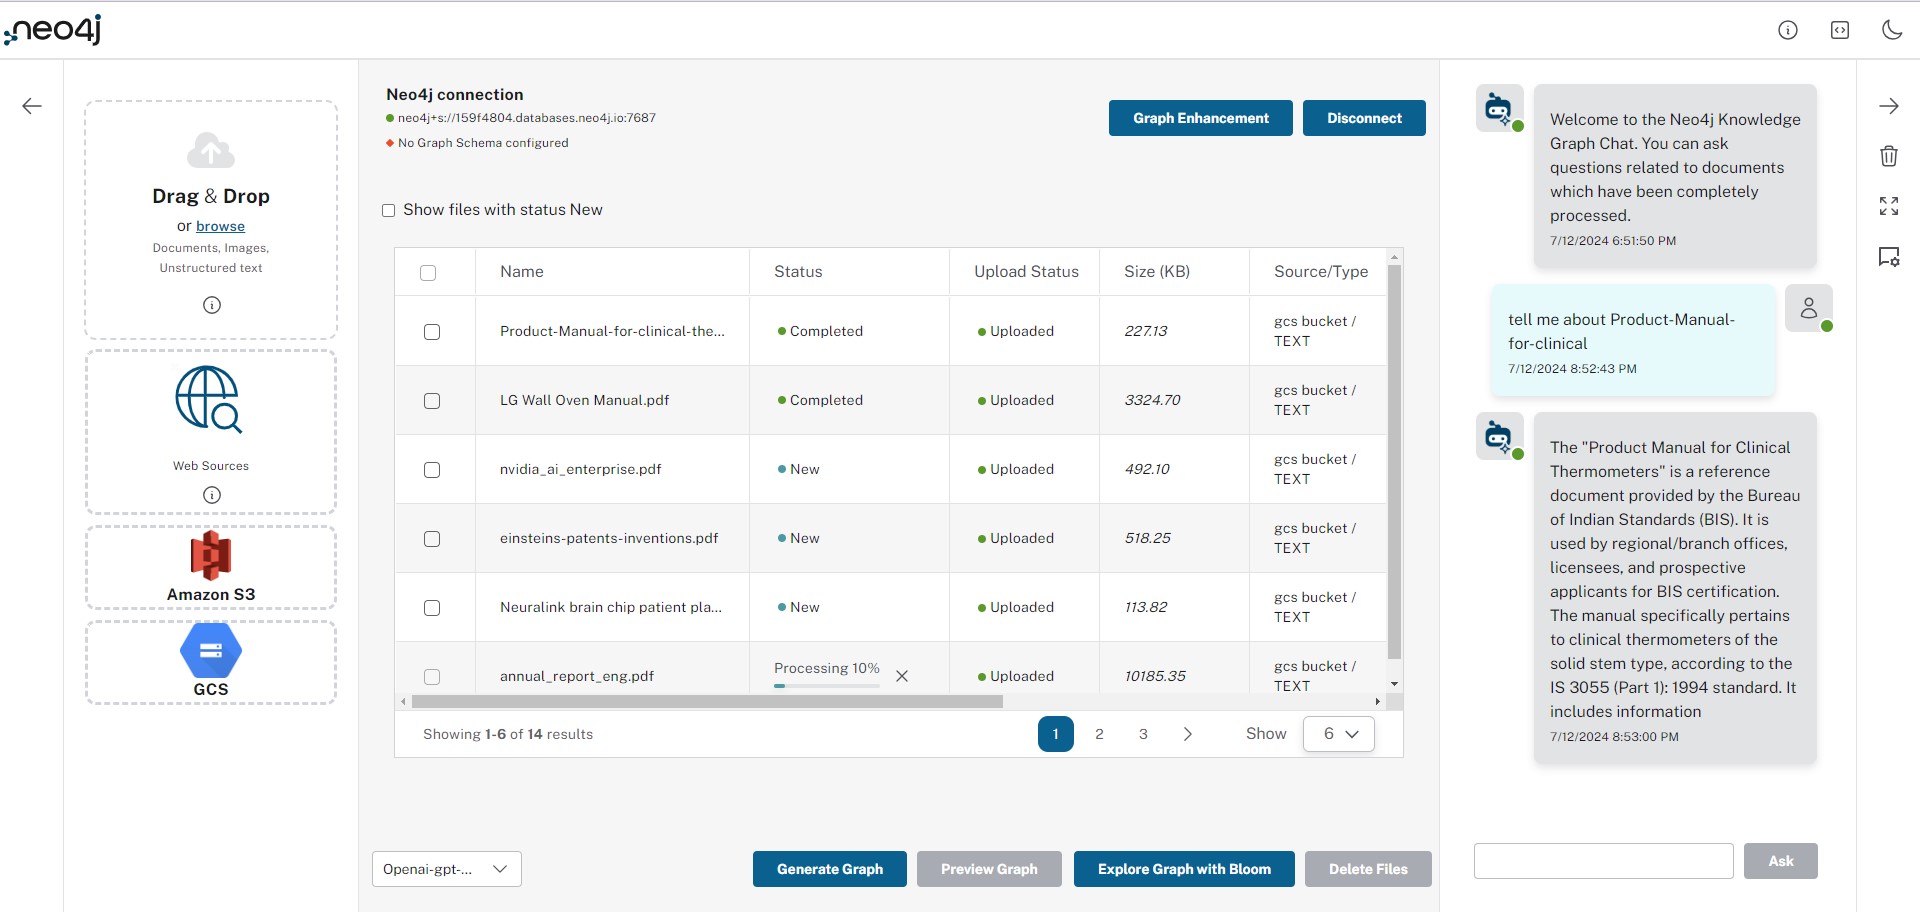 neo4j
Drag & Drop
or browse
Documents, Images,
Unstructured text
Web Sources
Amazon S3
GCS
Neo4j connection
neo4j+s://159f4804.databases.neo4j.io:7687
No Graph Schema configured
Graph Enhancement
Disconnect
Show files with status New
Name Status Upload Status Size (KB) Source/Type
Product-Manual-for-clinical-the... Completed Uploaded 227.13 gcs bucket /
TEXT
LG Wall Oven Manual.pdf Completed Uploaded 3324.70 gcs bucket /
TEXT
nvidia_ai_enterprise.pdf New Uploaded 492.10 gcs bucket /
TEXT
einsteins-patents-inventions.pdf New Uploaded 518.25 gcs bucket /
TEXT
Neuralink brain chip patient pla... New Uploaded 113.82 gcs bucket /
TEXT
annual_report_eng.pdf Processing 10% Uploaded 10185.35 gcs bucket /
TEXT
Showing 1-6 of 14 results
1 2 3 Show 6
Openai-gpt-...
Generate Graph
Preview Graph
Explore Graph with Bloom
Delete Files
Welcome to the Neo4j Knowledge
Graph Chat. You can ask
questions related to documents
which have been completely
processed.
7/12/2024 6:51:50 PM
tell me about Product-Manual-
for-clinical
7/12/2024 8:52:43 PM
The "Product Manual for Clinical
Thermometers" is a reference
document provided by the Bureau
of Indian Standards (BIS). It is
used by regional/branch offices,
licensees, and prospective
applicants for BIS certification.
The manual specifically pertains
to clinical thermometers of the
solid stem type, according to the
IS 3055 (Part 1): 1994 standard. It
includes information
7/12/2024 8:53:00 PM
Ask